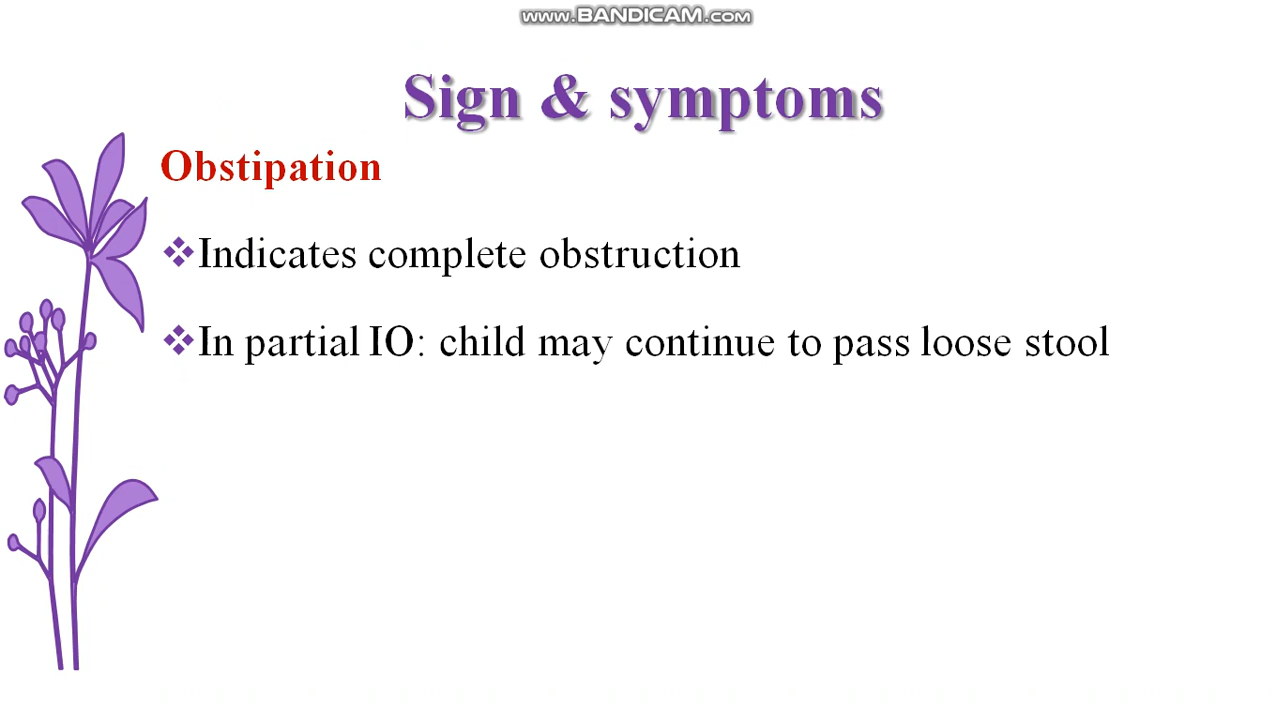 www.BANDICAM.com
Sign & symptoms
Obstipation
❖Indicates complete obstruction
❖In partial IO: child may continue to pass loose stool